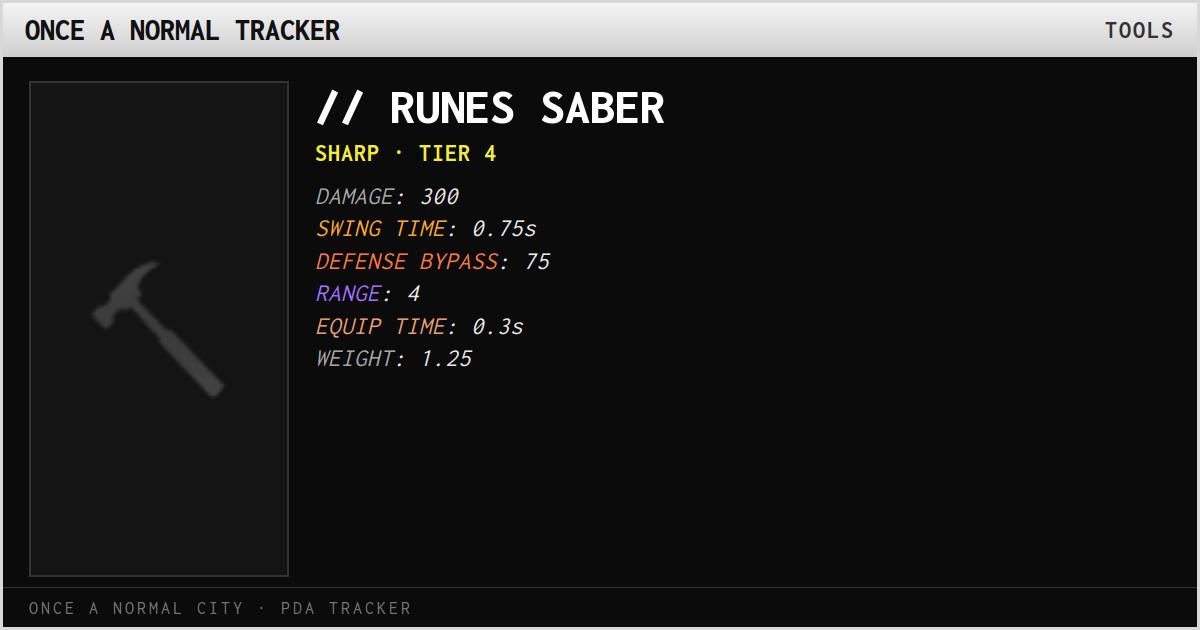 ONCE A NORMAL TRACKER
TOOLS
// RUNES SABER
SHARP · TIER 4
DAMAGE: 300
SWING TIME: 0.75s
DEFENSE BYPASS: 75
RANGE: 4
EQUIP TIME: 0.3s
WEIGHT: 1.25
ONCE A NORMAL CITY · PDA TRACKER